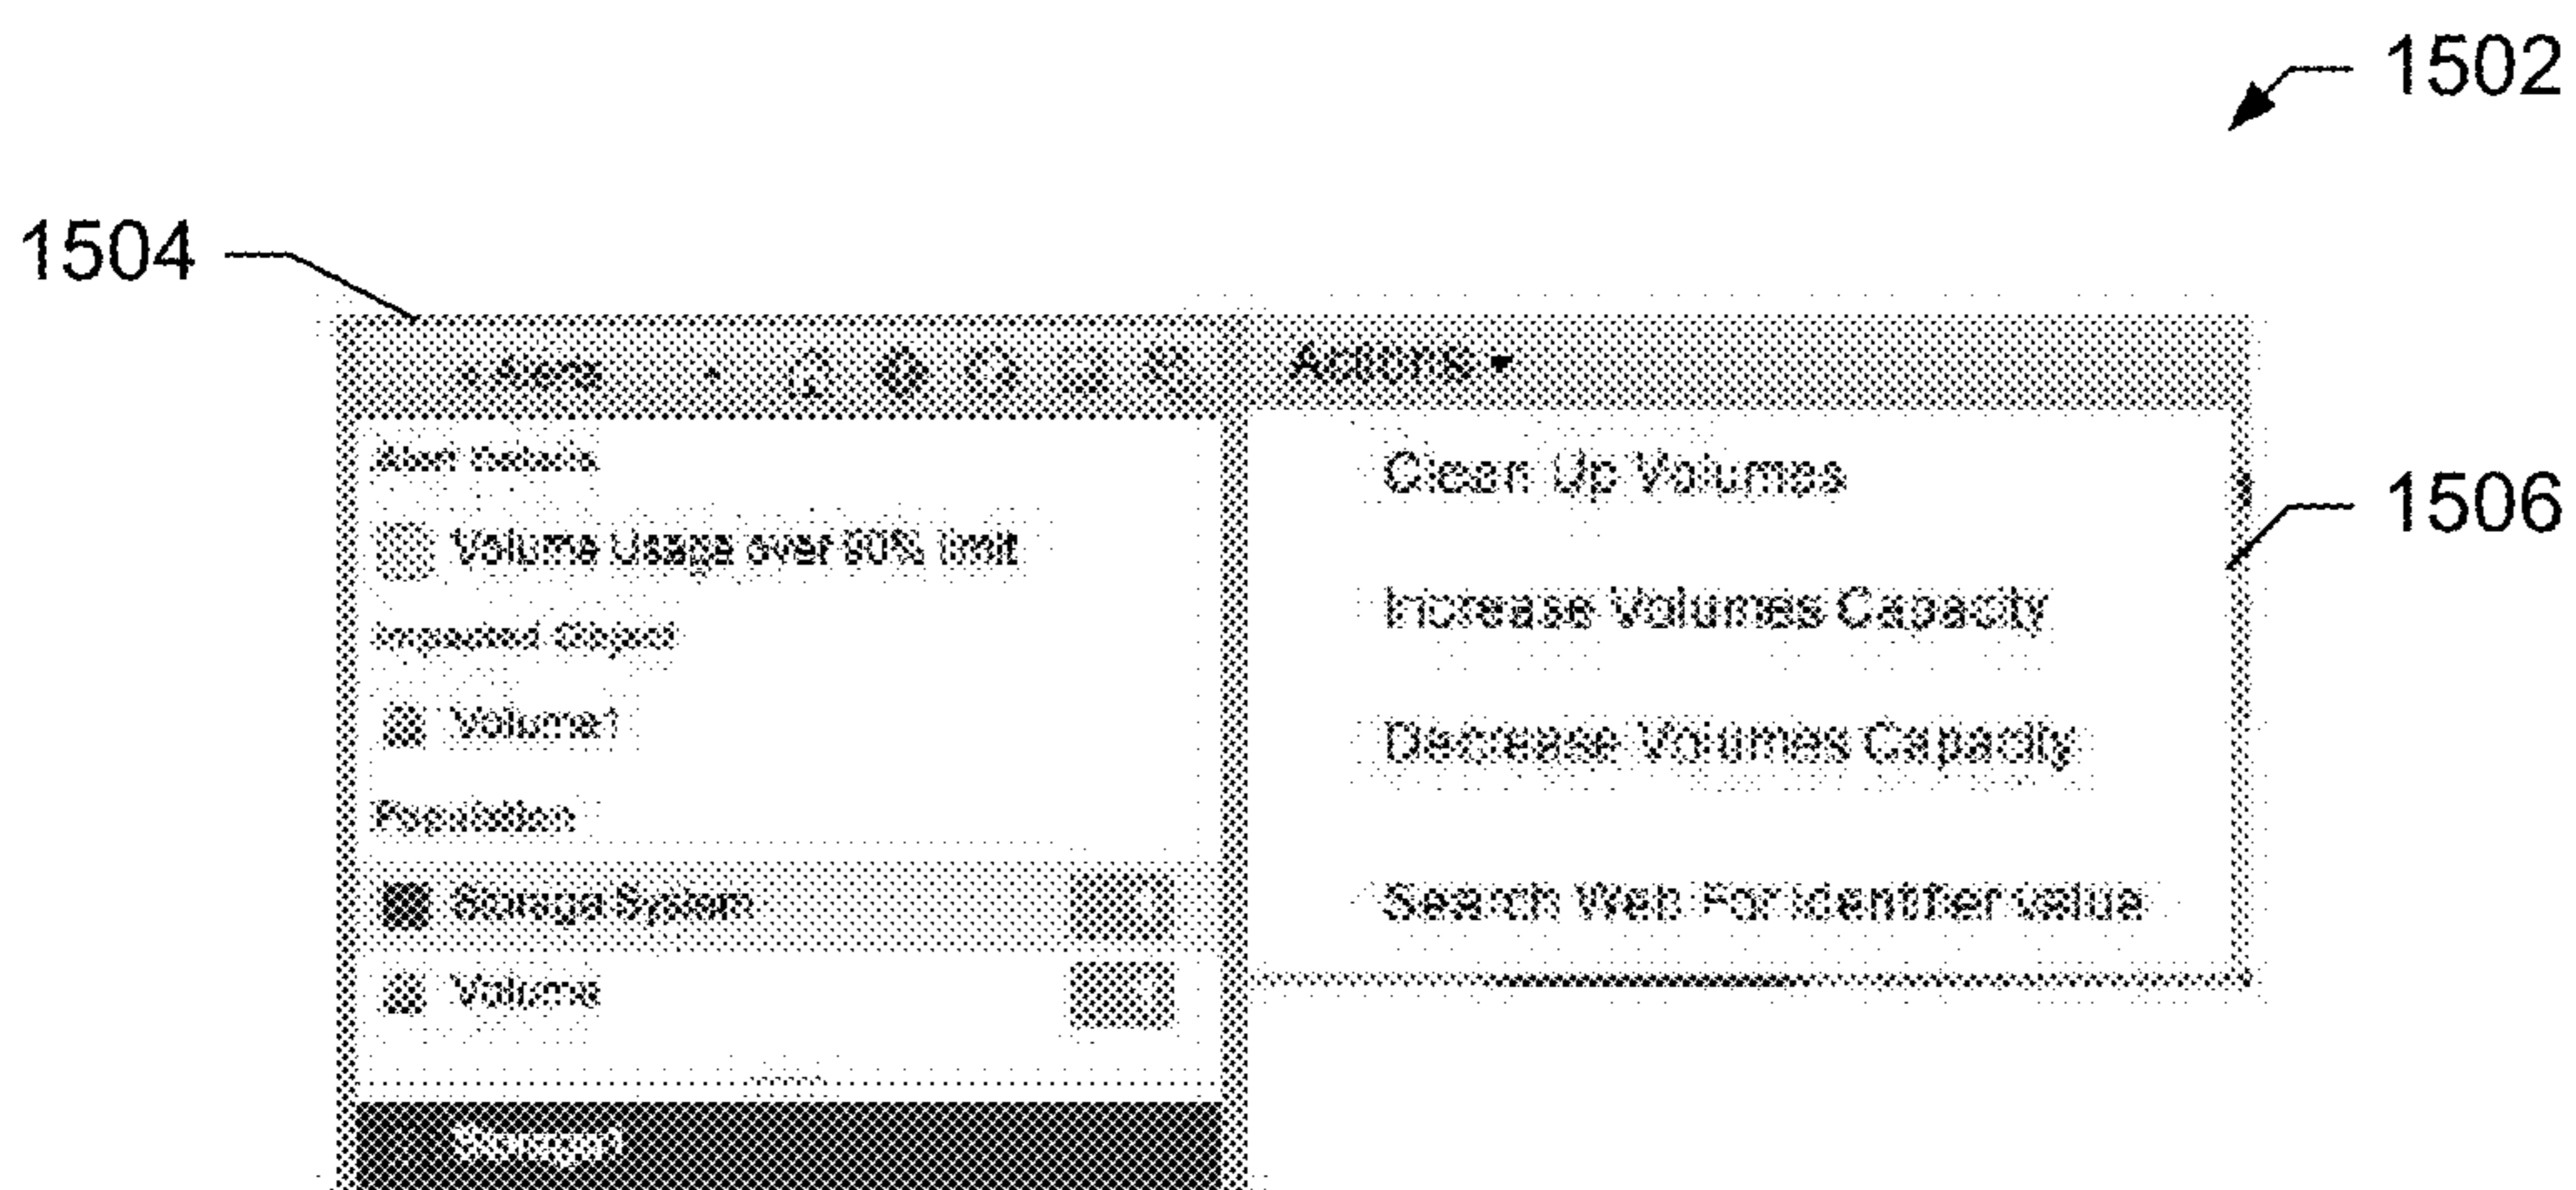 1502
1504
Actions
Alert Details
Clean Up Volumes
Volume Usage over 90% limit
1506
Increase Volumes Capacity
Impacted Object
Volume1
Decrease Volumes Capacity
Population
Storage System
Search Web For Identifier value
Volume
Storage1